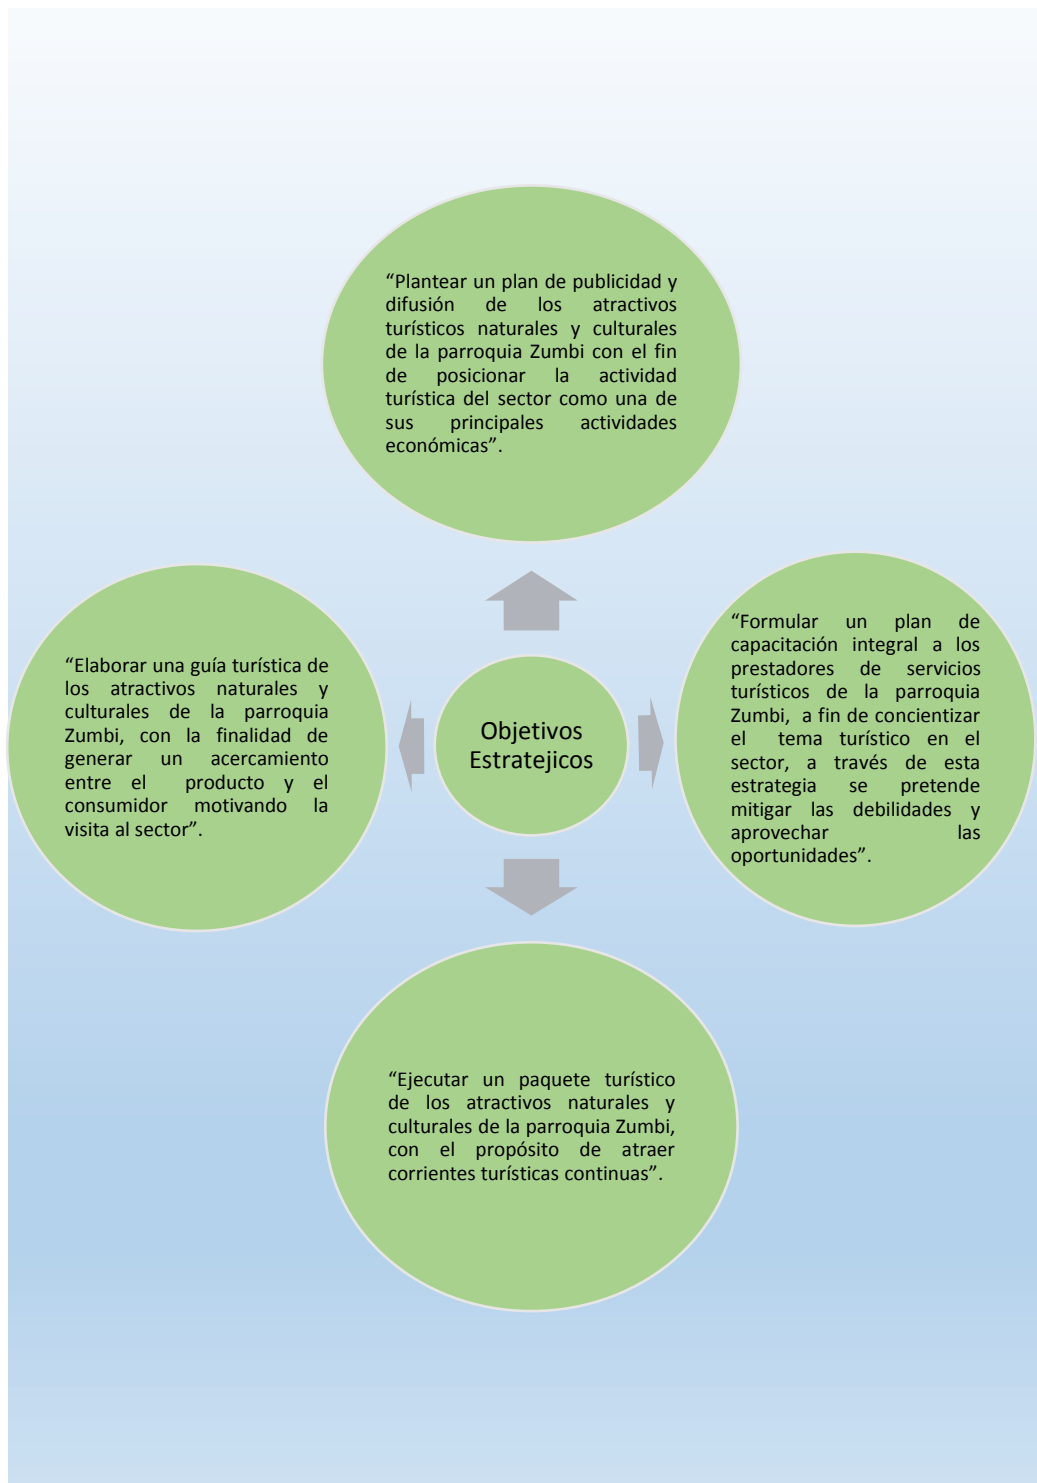 “Plantear un plan de publicidad y
difusión de los atractivos
turísticos naturales y culturales
de la parroquia Zumbi con el fin
de posicionar la actividad
turística del sector como una de
sus principales actividades
económicas”.
“Elaborar una guía turística de
los atractivos naturales y
culturales de la parroquia
Zumbi, con la finalidad de
generar un acercamiento
entre el producto y el
consumidor motivando la
visita al sector”.
Objetivos
Estratejicos
“Formular un plan de
capacitación integral a los
prestadores de servicios
turísticos de la parroquia
Zumbi, a fin de concientizar
el tema turístico en el
sector, a través de esta
estrategia se pretende
mitigar las debilidades y
aprovechar las
oportunidades”.
“Ejecutar un paquete turístico
de los atractivos naturales y
culturales de la parroquia Zumbi,
con el propósito de atraer
corrientes turísticas continuas”.